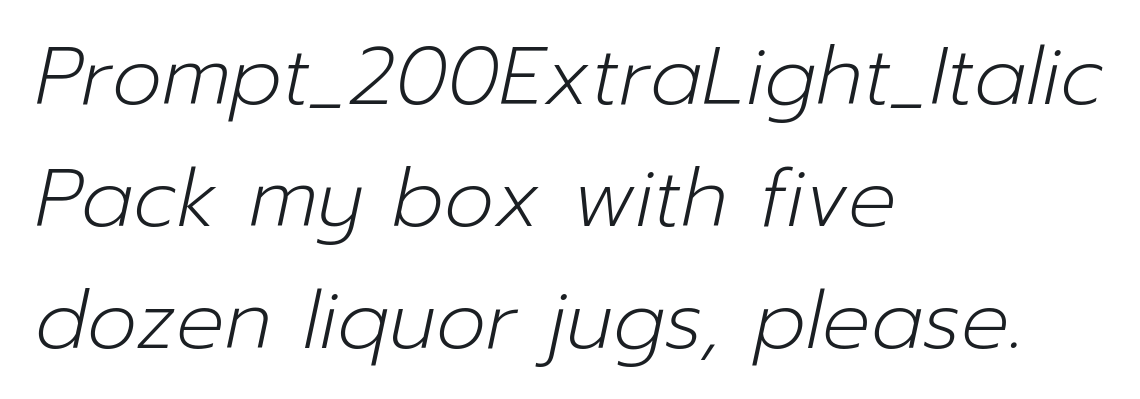 Prompt_200ExtraLight_Italic
Pack my box with five
dozen liquor jugs, please.